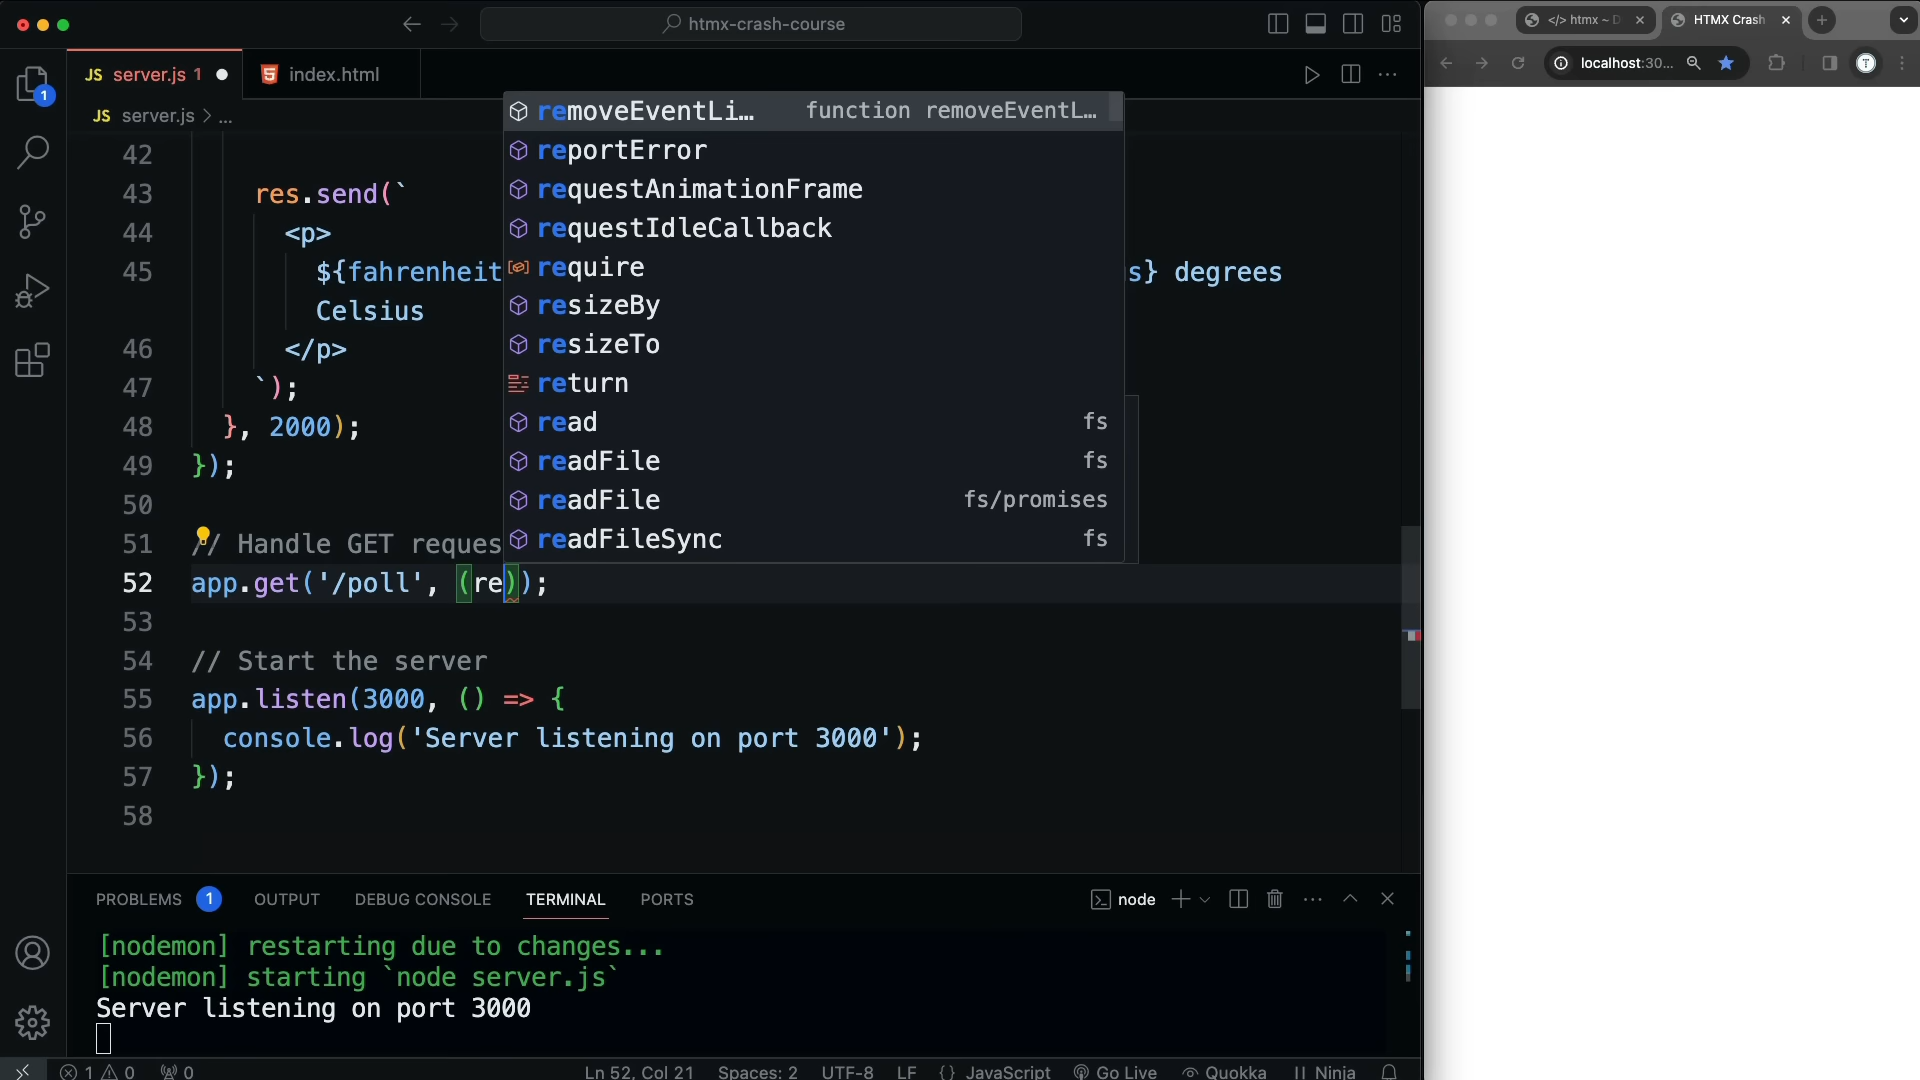 htmx-crash-course
</> htmx ~ D
HTMX Crash
localhost:30...
JS server.js 1
index.html
JS server.js > ...
42
43 res.send(`
44 <p>
45 ${fahrenheit s} degrees
Celsius
46 </p>
47 `);
48 }, 2000);
49 });
50
51 // Handle GET reques
52 app.get('/poll', (re));
53
54 // Start the server
55 app.listen(3000, () => {
56 console.log('Server listening on port 3000');
57 });
58
removeEventLi… function removeEventL…
reportError
requestAnimationFrame
requestIdleCallback
require
resizeBy
resizeTo
return
read fs
readFile fs
readFile fs/promises
readFileSync fs
PROBLEMS 1 OUTPUT DEBUG CONSOLE TERMINAL PORTS
node
[nodemon] restarting due to changes...
[nodemon] starting `node server.js`
Server listening on port 3000
1 0 0 Ln 52, Col 21 Spaces: 2 UTF-8 LF {} JavaScript Go Live Quokka Ninja
1
T